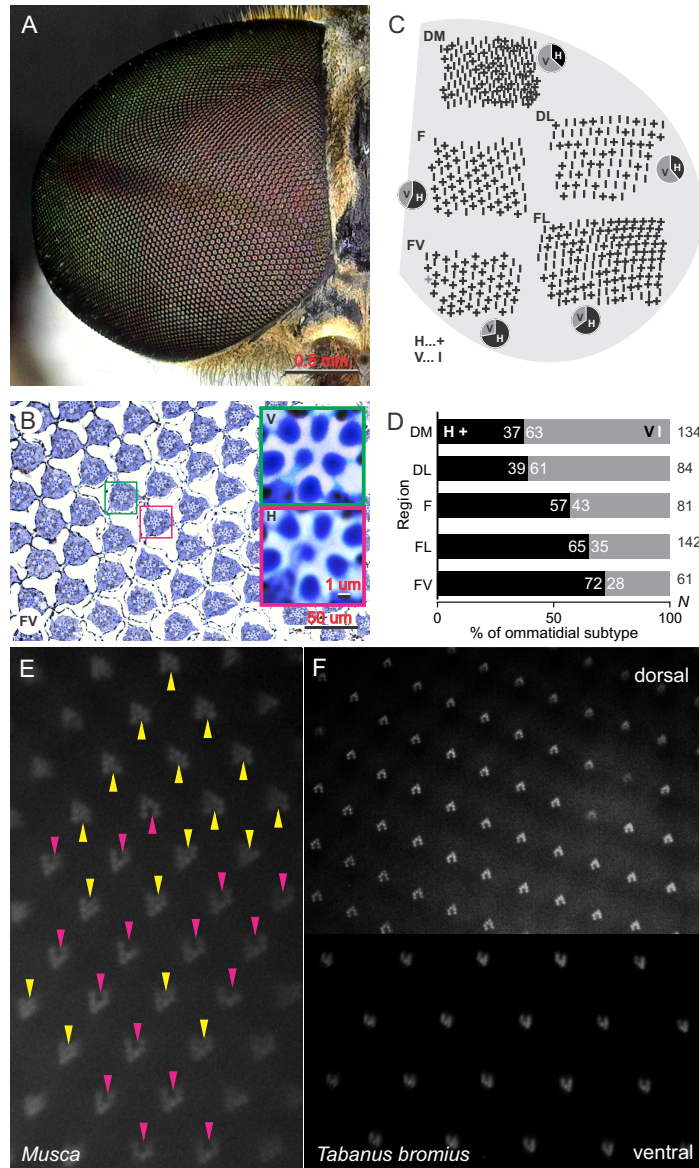 A
0.5 mm
B
V
H
1 um
50 um
FV
C
DM
V H
DL
F
V
V H
FL
FV
V H
V H
H...+
V... I
D
Region
DM H + 37 63 V I 134
DL 39 61 84
F 57 43 81
FL 65 35 142
FV 72 28 61
N
0 50 100
% of ommatidial subtype
E
Musca
F
dorsal
Tabanus bromius
ventral